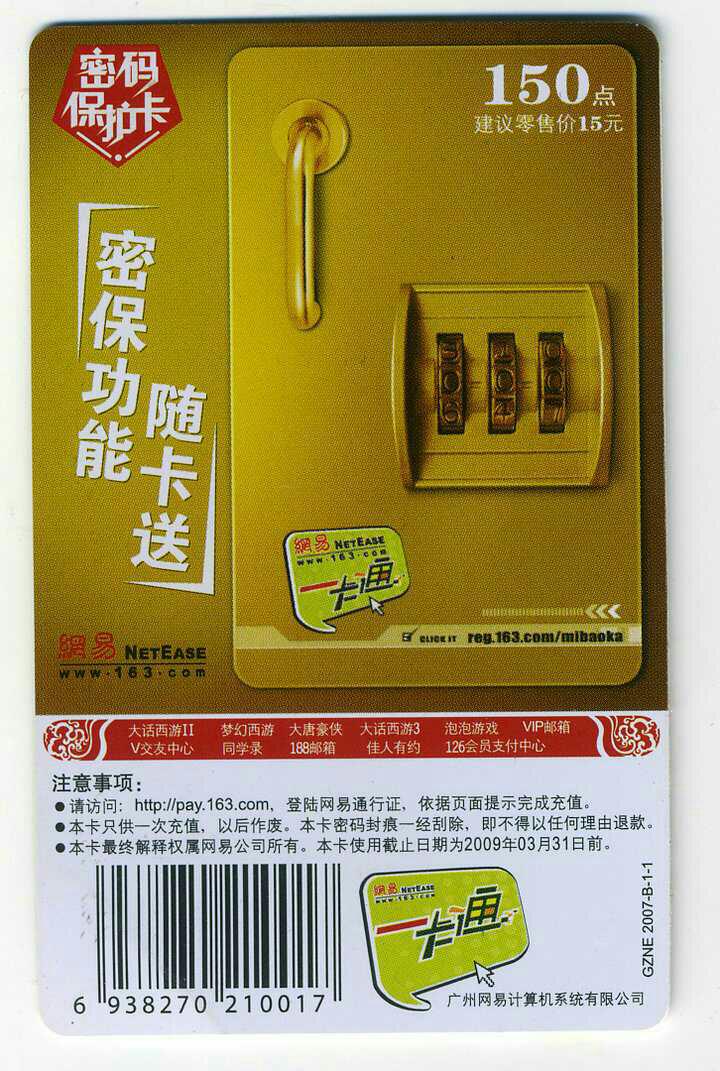 密码
保护卡
150点
建议零售价15元
密保功能
随卡送
網易 NETEASE
www.163.com
一卡通
CLICK IT reg.163.com/mibaoka
網易 NETEASE
www.163.com
大话西游II 梦幻西游 大唐豪侠 大话西游3 泡泡游戏 VIP邮箱
V交友中心 同学录 188邮箱 佳人有约 126会员支付中心
注意事项：
●请访问：http://pay.163.com，登陆网易通行证，依据页面提示完成充值。
●本卡只供一次充值，以后作废。本卡密码封痕一经刮除，即不得以任何理由退款。
●本卡最终解释权属网易公司所有。本卡使用截止日期为2009年03月31日前。
網易 NETEASE
www.163.com
一卡通
GZNE 2007-B-1-1
6 938270 210017
广州网易计算机系统有限公司